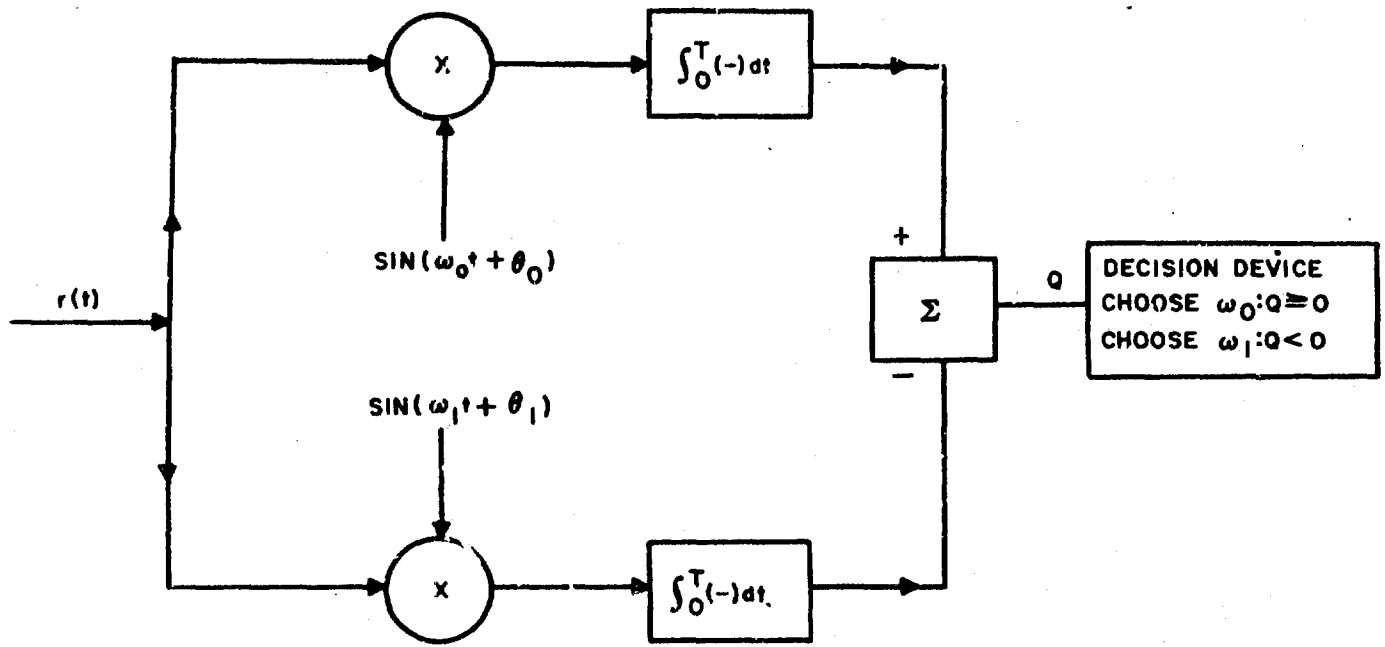 X
∫₀ᵀ(-)dt
SIN(ω₀t + θ₀)
r(t)
+
Σ
−
Q
DECISION DEVICE
CHOOSE ω₀:Q≥0
CHOOSE ω₁:Q<0
SIN(ω₁t + θ₁)
X
∫₀ᵀ(-)dt